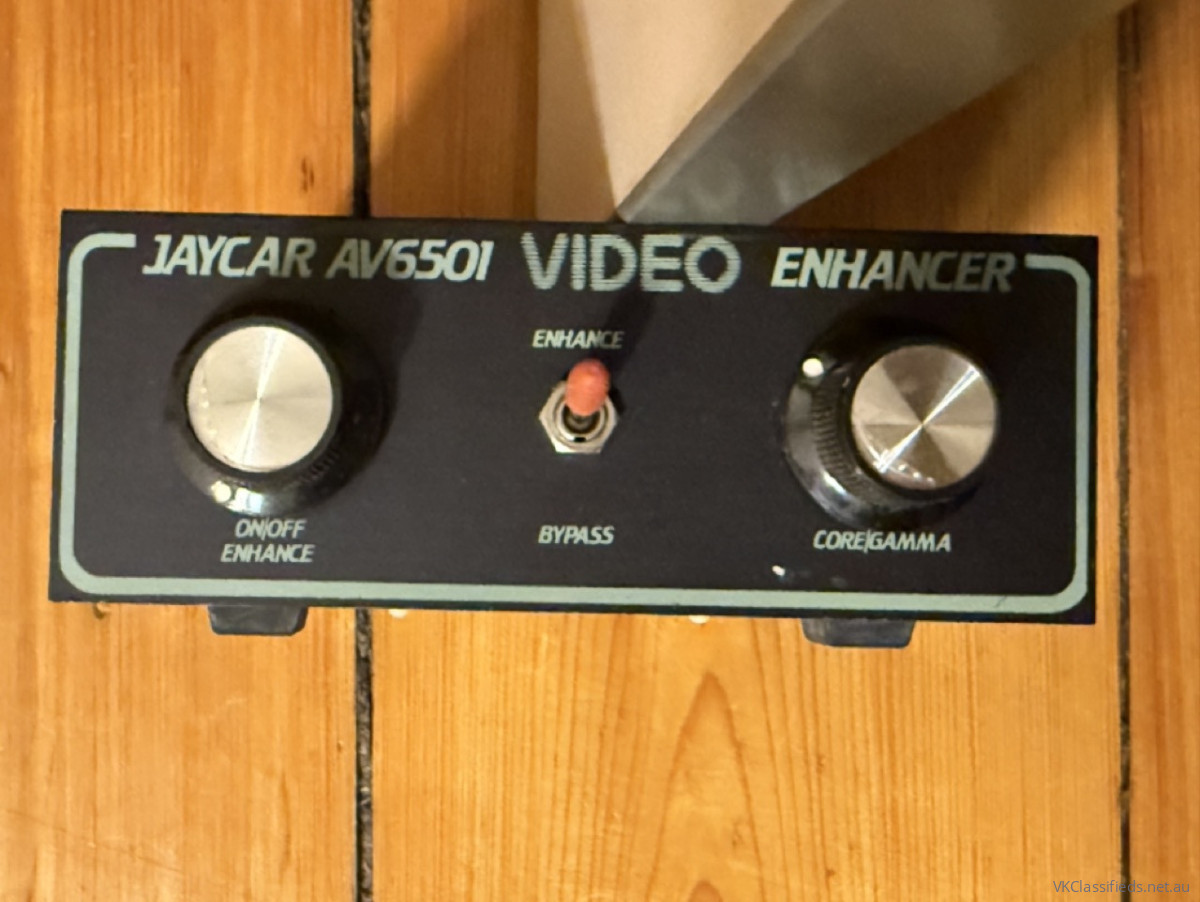 JAYCAR AV6501 VIDEO ENHANCER
ENHANCE
ON/OFF
ENHANCE
BYPASS
CORE/GAMMA
VKClassifieds.net.au